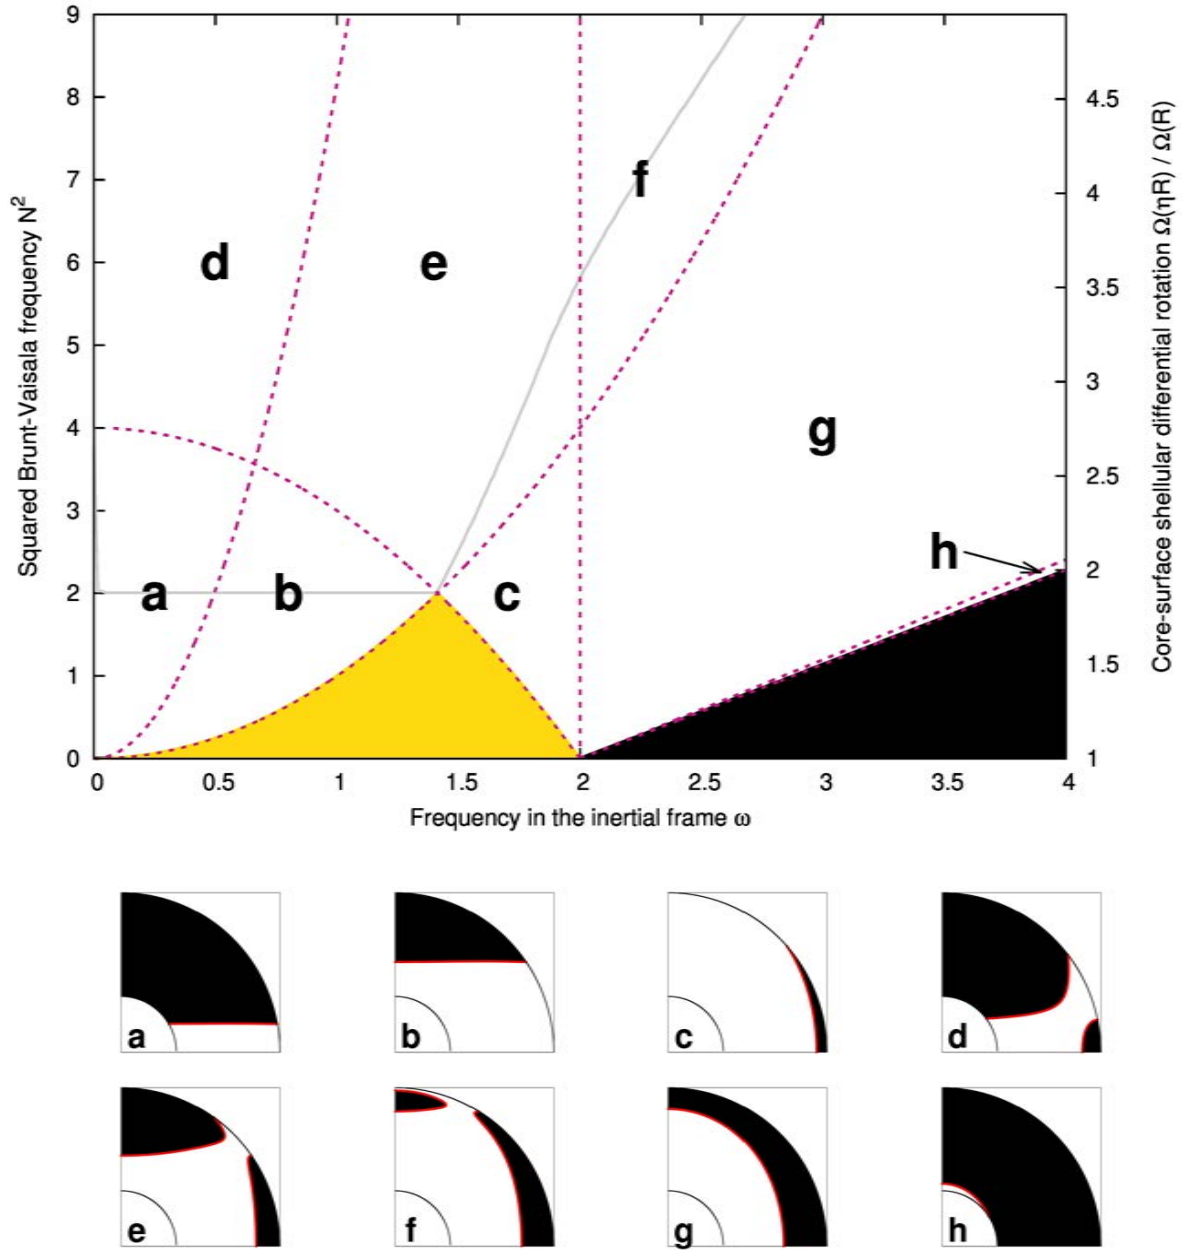 9
8
7
6
5
4
3
2
1
0
Squared Brunt-Vaisala frequency N²
4.5
4
3.5
3
2.5
2
1.5
1
Core-surface shellular differential rotation Ω(ηR) / Ω(R)
f
d
e
g
h
a
b
c
0
0.5
1
1.5
2
2.5
3
3.5
4
Frequency in the inertial frame ω
a
b
c
d
e
f
g
h